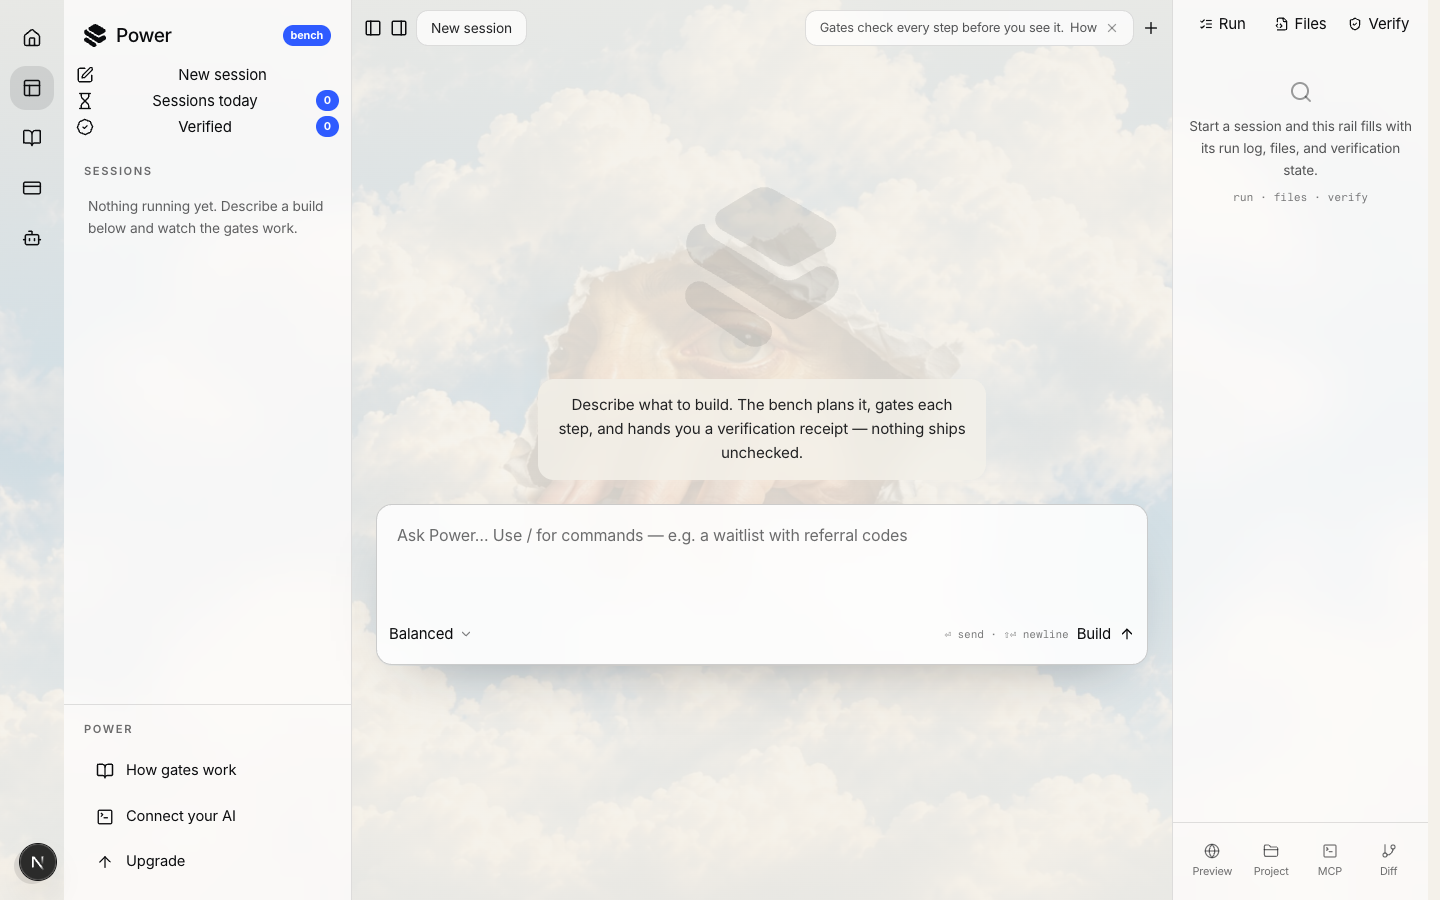 Power
bench
New session
Sessions today
0
Verified
0
SESSIONS
Nothing running yet. Describe a build
below and watch the gates work.
POWER
How gates work
Connect your AI
Upgrade
N
New session
Gates check every step before you see it. How
Describe what to build. The bench plans it, gates each
step, and hands you a verification receipt — nothing ships
unchecked.
Ask Power... Use / for commands — e.g. a waitlist with referral codes
Balanced
⏎ send · ⇧⏎ newline
Build
Run
Files
Verify
Start a session and this rail fills with
its run log, files, and verification
state.
run · files · verify
Preview
Project
MCP
Diff